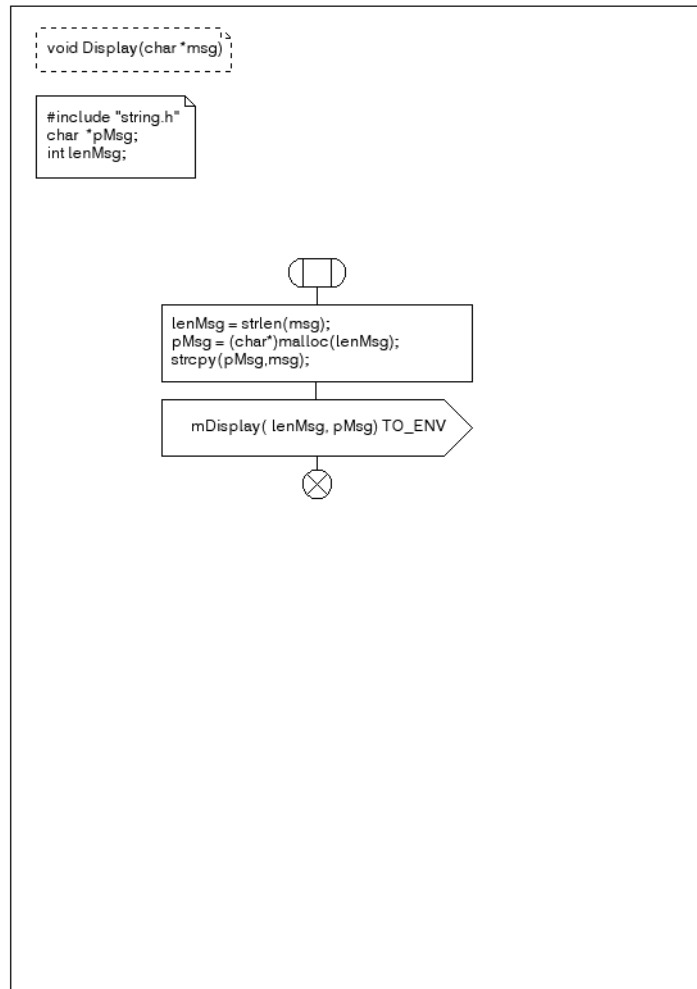 void Display(char *msg)
#include "string.h"
char *pMsg;
int lenMsg;
lenMsg = strlen(msg);
pMsg = (char*)malloc(lenMsg);
strcpy(pMsg,msg);
mDisplay( lenMsg, pMsg) TO_ENV